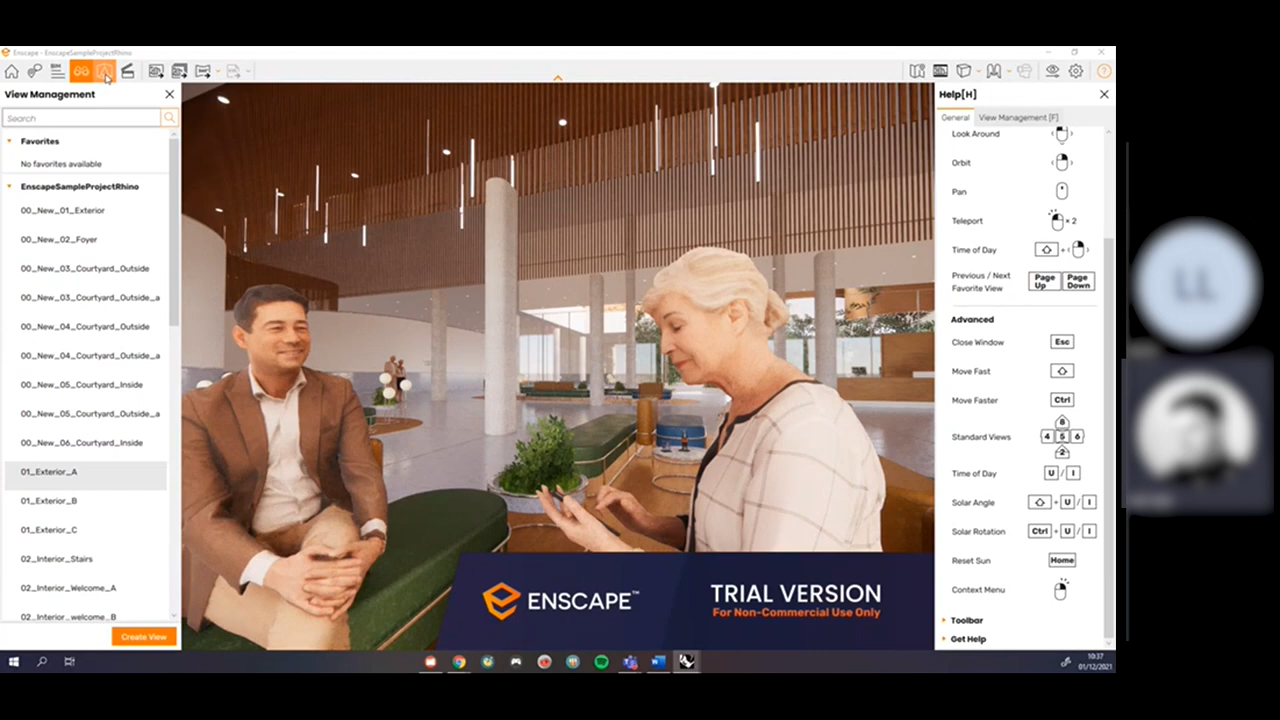 Enscape - EnscapeSampleProjectRhino
View Management
Search
Favorites
No favorites available
EnscapeSampleProjectRhino
00_New_01_Exterior
00_New_02_Foyer
00_New_03_Courtyard_Outside
00_New_03_Courtyard_Outside_a
00_New_04_Courtyard_Outside
00_New_04_Courtyard_Outside_a
00_New_05_Courtyard_Inside
00_New_05_Courtyard_Outside_a
00_New_06_Courtyard_Inside
01_Exterior_A
01_Exterior_B
01_Exterior_C
02_Interior_Stairs
02_Interior_Welcome_A
02_Interior_welcome_B
Create View
ENSCAPE™
TRIAL VERSION
For Non-Commercial Use Only
Help[H]
General View Management [F]
Look Around
Orbit
Pan
Teleport × 2
Time of Day +
Previous / Next
Favorite View
Page Up Page Down
Advanced
Close Window Esc
Move Fast
Move Faster Ctrl
Standard Views 8 4 5 6 2
Time of Day U / I
Solar Angle + U / I
Solar Rotation Ctrl + U / I
Reset Sun Home
Context Menu
Toolbar
Get Help
10:37
01/12/2021
LL